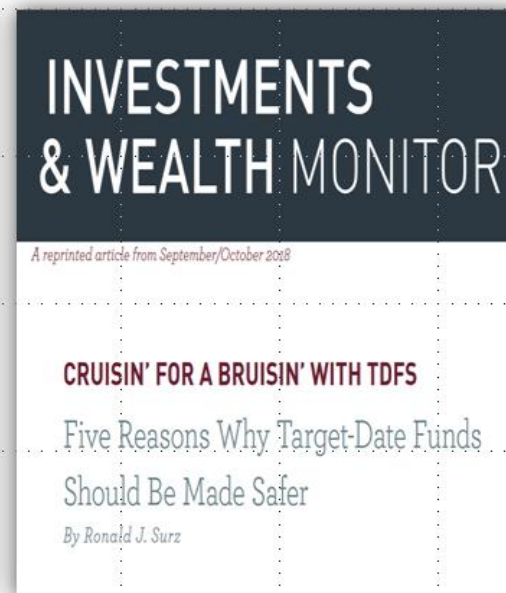 INVESTMENTS
& WEALTH MONITOR
A reprinted article from September/October 2018
CRUISIN’ FOR A BRUISIN’ WITH TDFS
Five Reasons Why Target-Date Funds
Should Be Made Safer
By Ronald J. Surz